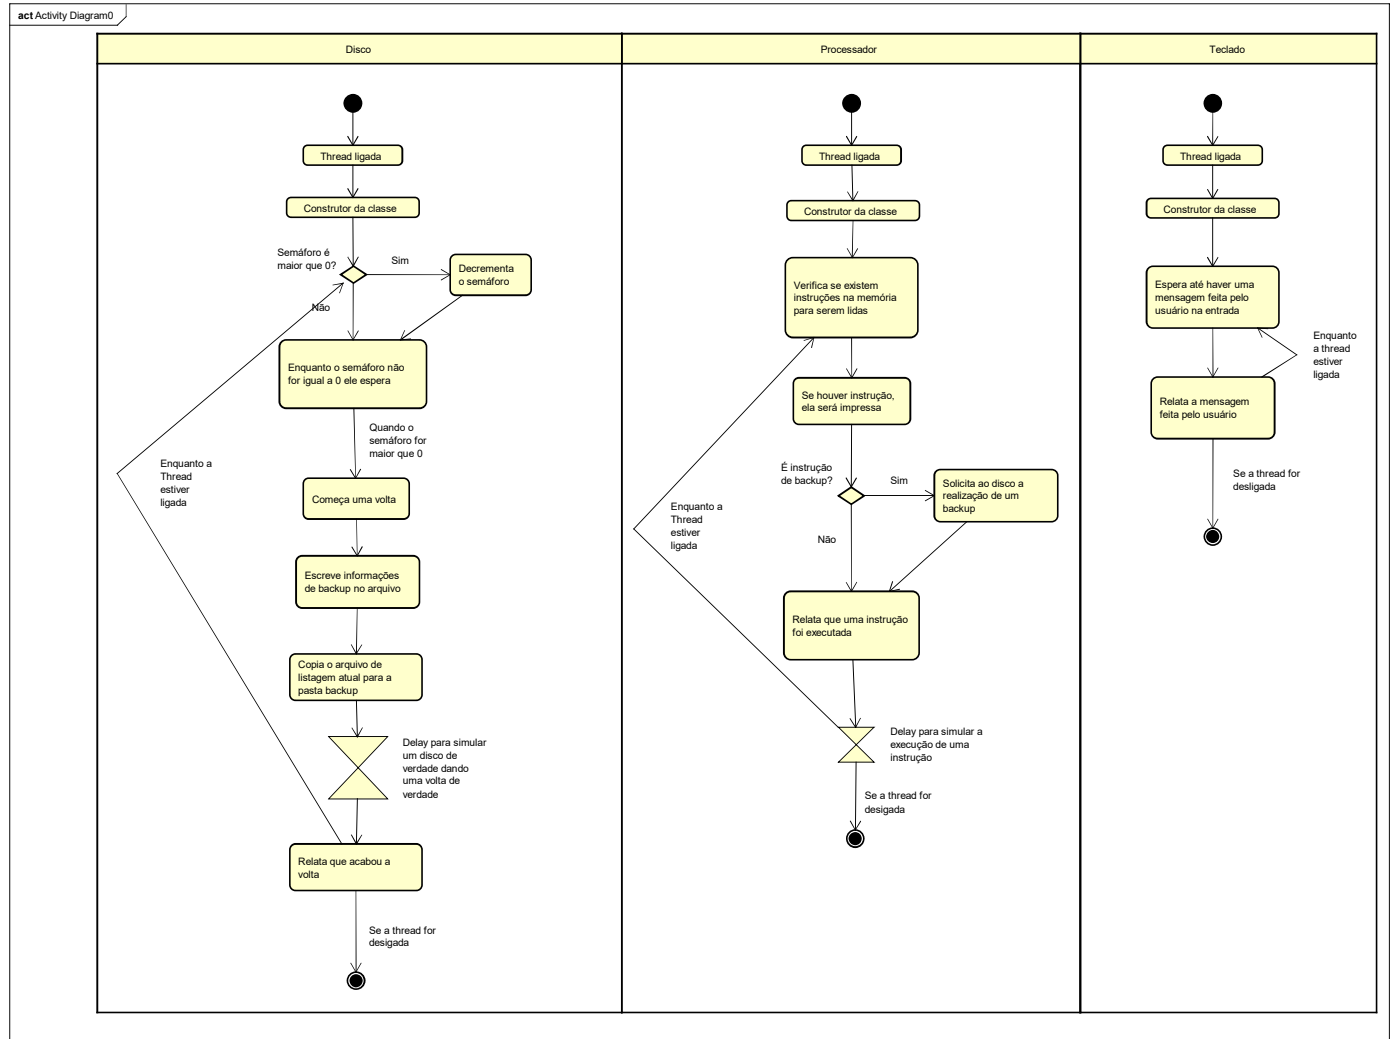 act Activity Diagram0
Disco
Processador
Teclado
Thread ligada
Construtor da classe
Semáforo é
maior que 0?
Sim
Decrementa
o semáforo
Não
Enquanto o semáforo não
for igual a 0 ele espera
Quando o
semáforo for
maior que 0
Enquanto a
Thread
estiver
ligada
Começa uma volta
Escreve informações
de backup no arquivo
Copia o arquivo de
listagem atual para a
pasta backup
Delay para simular
um disco de
verdade dando
uma volta de
verdade
Relata que acabou a
volta
Se a thread for
desigada
Thread ligada
Construtor da classe
Verifica se existem
instruções na memória
para serem lidas
Se houver instrução,
ela será impressa
É instrução
de backup?
Sim
Solicita ao disco a
realização de um
backup
Enquanto a
Thread
estiver
ligada
Não
Relata que uma instrução
foi executada
Delay para simular a
execução de uma
instrução
Se a thread for
desigada
Thread ligada
Construtor da classe
Espera até haver uma
mensagem feita pelo
usuário na entrada
Enquanto
a thread
estiver
ligada
Relata a mensagem
feita pelo usuário
Se a thread for
desligada